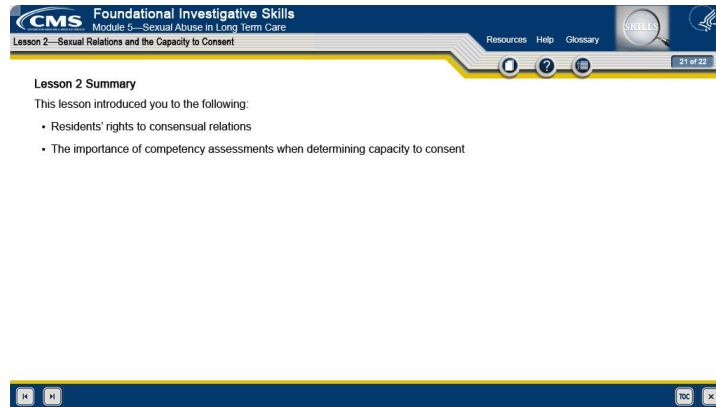 CMS
Foundational Investigative Skills
Module 5—Sexual Abuse in Long Term Care
SKILLS
Lesson 2—Sexual Relations and the Capacity to Consent
Resources Help Glossary
?
21 of 22
Lesson 2 Summary
This lesson introduced you to the following:
• Residents' rights to consensual relations
• The importance of competency assessments when determining capacity to consent
TOC